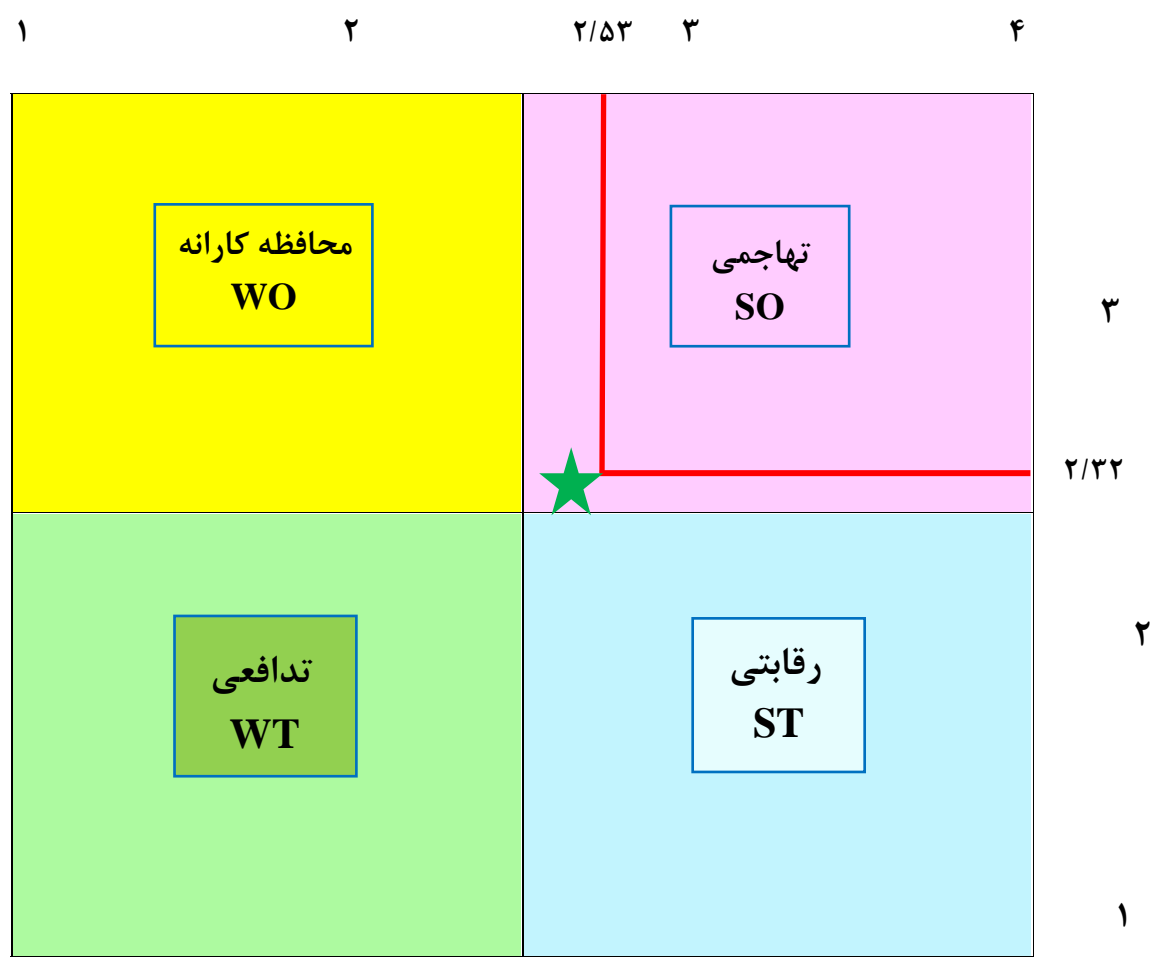 ۱ ۲ ۲/۵۳ ۳ ۴
محافظه کارانه
WO
تهاجمی
SO
۳
۲/۳۲
تدافعی
WT
رقابتی
ST
۲
۱